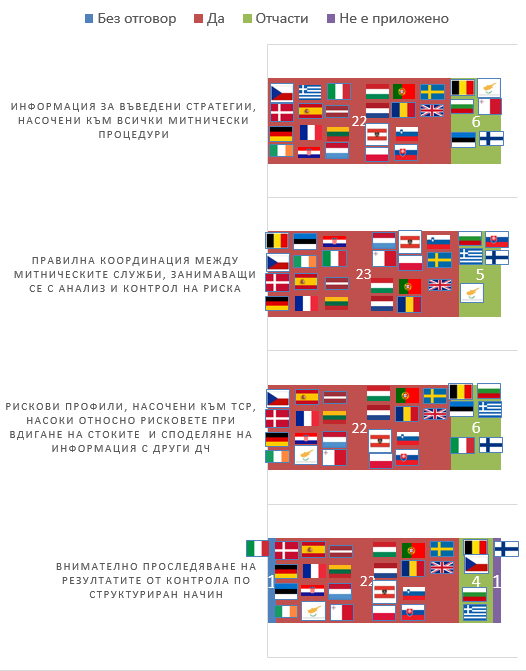 Без отговор Да Отчасти Не е приложено
ИНФОРМАЦИЯ ЗА ВЪВЕДЕНИ СТРАТЕГИИ,
НАСОЧЕНИ КЪМ ВСИЧКИ МИТНИЧЕСКИ
ПРОЦЕДУРИ
22 6
ПРАВИЛНА КООРДИНАЦИЯ МЕЖДУ
МИТНИЧЕСКИТЕ СЛУЖБИ, ЗАНИМАВАЩИ
СЕ С АНАЛИЗ И КОНТРОЛ НА РИСКА
23 5
РИСКОВИ ПРОФИЛИ, НАСОЧЕНИ КЪМ ТСР,
НАСОКИ ОТНОСНО РИСКОВЕТЕ ПРИ
ВДИГАНЕ НА СТОКИТЕ И СПОДЕЛЯНЕ НА
ИНФОРМАЦИЯ С ДРУГИ ДЧ
22 6
ВНИМАТЕЛНО ПРОСЛЕДЯВАНЕ НА
РЕЗУЛТАТИТЕ ОТ КОНТРОЛА ПО
СТРУКТУРИРАН НАЧИН
1 22 4 1